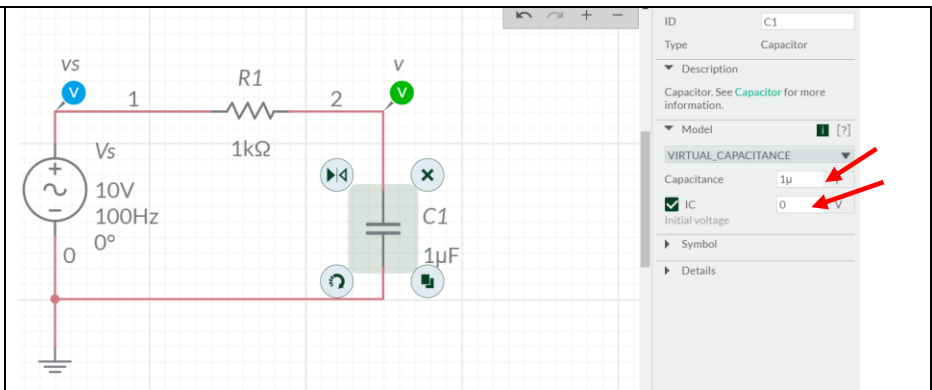 VS
V
1
R1
1kΩ
2
v
V
Vs
10V
100Hz
0°
0
C1
1µF
ID C1
Type Capacitor
Description
Capacitor. See Capacitor for more
information.
Model i [?]
VIRTUAL_CAPACITANCE
Capacitance 1µ
IC 0 V
Initial voltage
Symbol
Details